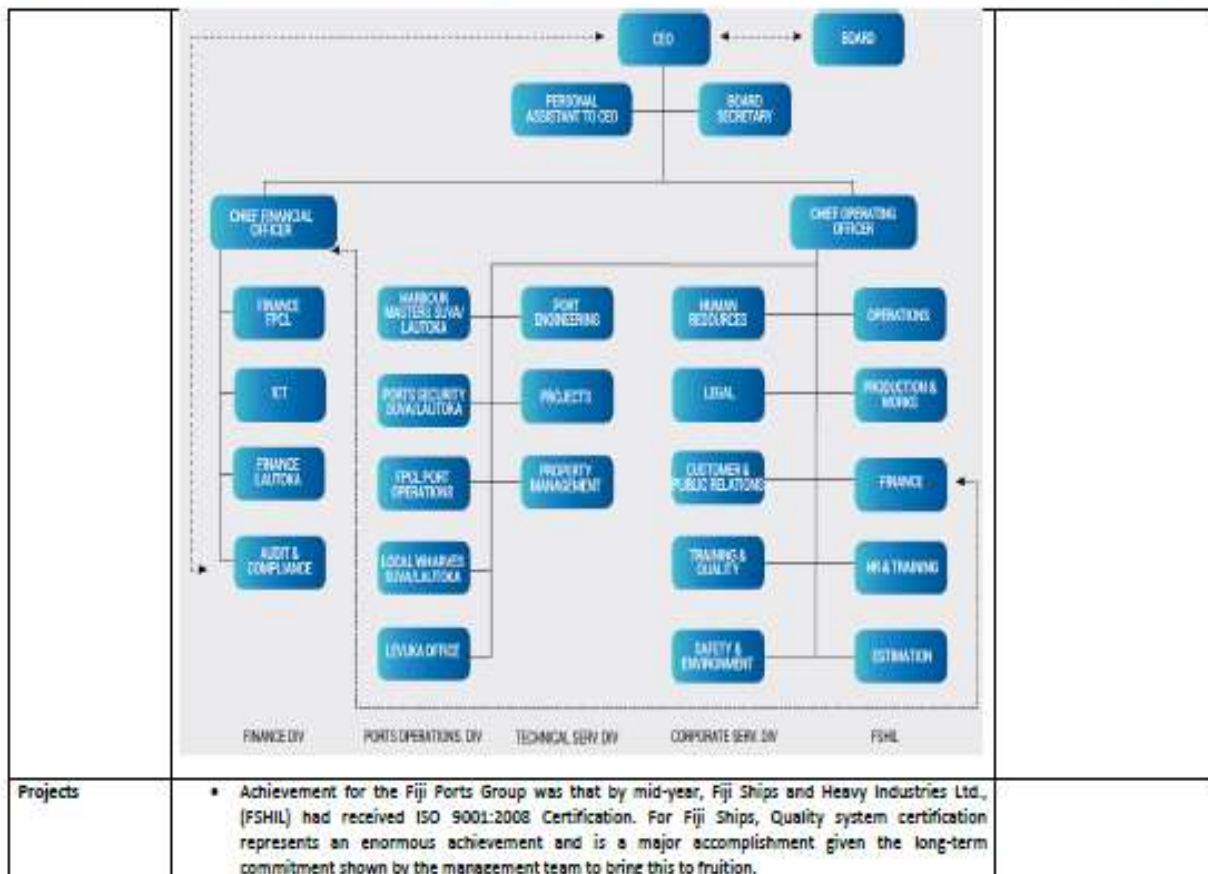 CEO
BOARD
PERSONAL
ASSISTANT TO CEO
BOARD
SECRETARY
CHIEF FINANCIAL
OFFICER
CHIEF OPERATING
OFFICER
FINANCE
FPCL
HARBOUR
MASTERS SUVA/
LAUTOKA
PORT
ENGINEERING
HUMAN
RESOURCES
OPERATIONS
ICT
PORTS SECURITY
SUVA/LAUTOKA
PROJECTS
LEGAL
PRODUCTION &
WORKS
FINANCE
LAUTOKA
FPCL PORT
OPERATIONS
PROPERTY
MANAGEMENT
CUSTOMER &
PUBLIC RELATIONS
FINANCE
AUDIT &
COMPLIANCE
LOCAL WHARVES
SUVA/LAUTOKA
TRAINING &
QUALITY
HR & TRAINING
LEVUKA OFFICE
SAFETY &
ENVIRONMENT
ESTIMATION
FINANCE DIV
PORTS OPERATIONS. DIV
TECHNICAL SERV. DIV
CORPORATE SERV. DIV
FSHIL
Projects
• Achievement for the Fiji Ports Group was that by mid-year, Fiji Ships and Heavy Industries Ltd.,
(FSHIL) had received ISO 9001:2008 Certification. For Fiji Ships, Quality system certification
represents an enormous achievement and is a major accomplishment given the long-term
commitment shown by the management team to bring this to fruition.